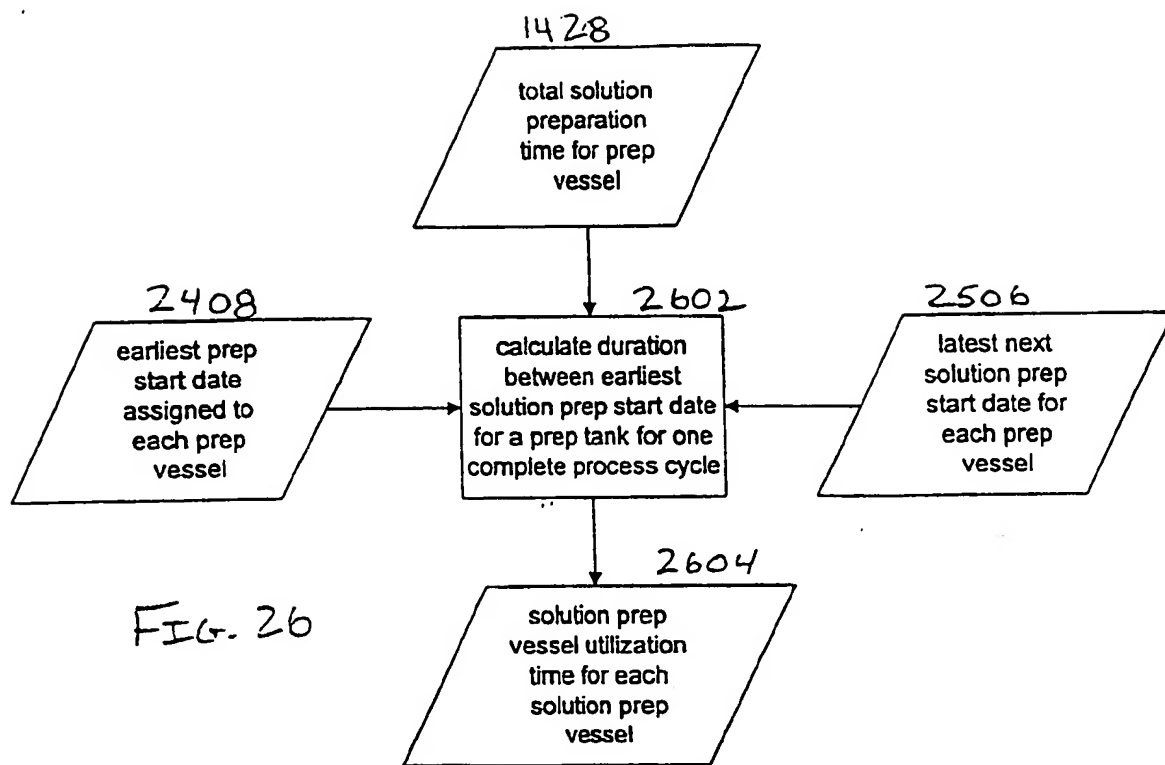 1428
total solution
preparation
time for prep
vessel
2408
earliest prep
start date
assigned to
each prep
vessel
2602
calculate duration
between earliest
solution prep start date
for a prep tank for one
complete process cycle
2506
latest next
solution prep
start date for
each prep
vessel
2604
solution prep
vessel utilization
time for each
solution prep
vessel
FIG. 26